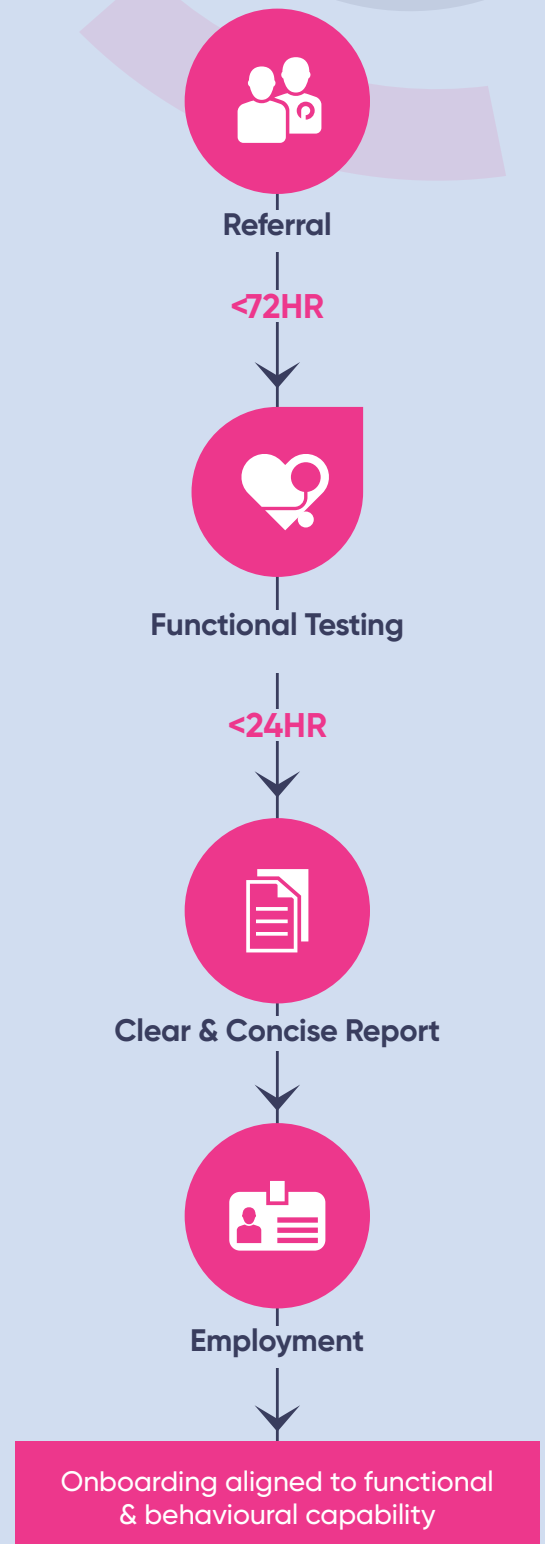 Referral
<72HR
Functional Testing
<24HR
Clear & Concise Report
Employment
Onboarding aligned to functional
& behavioural capability